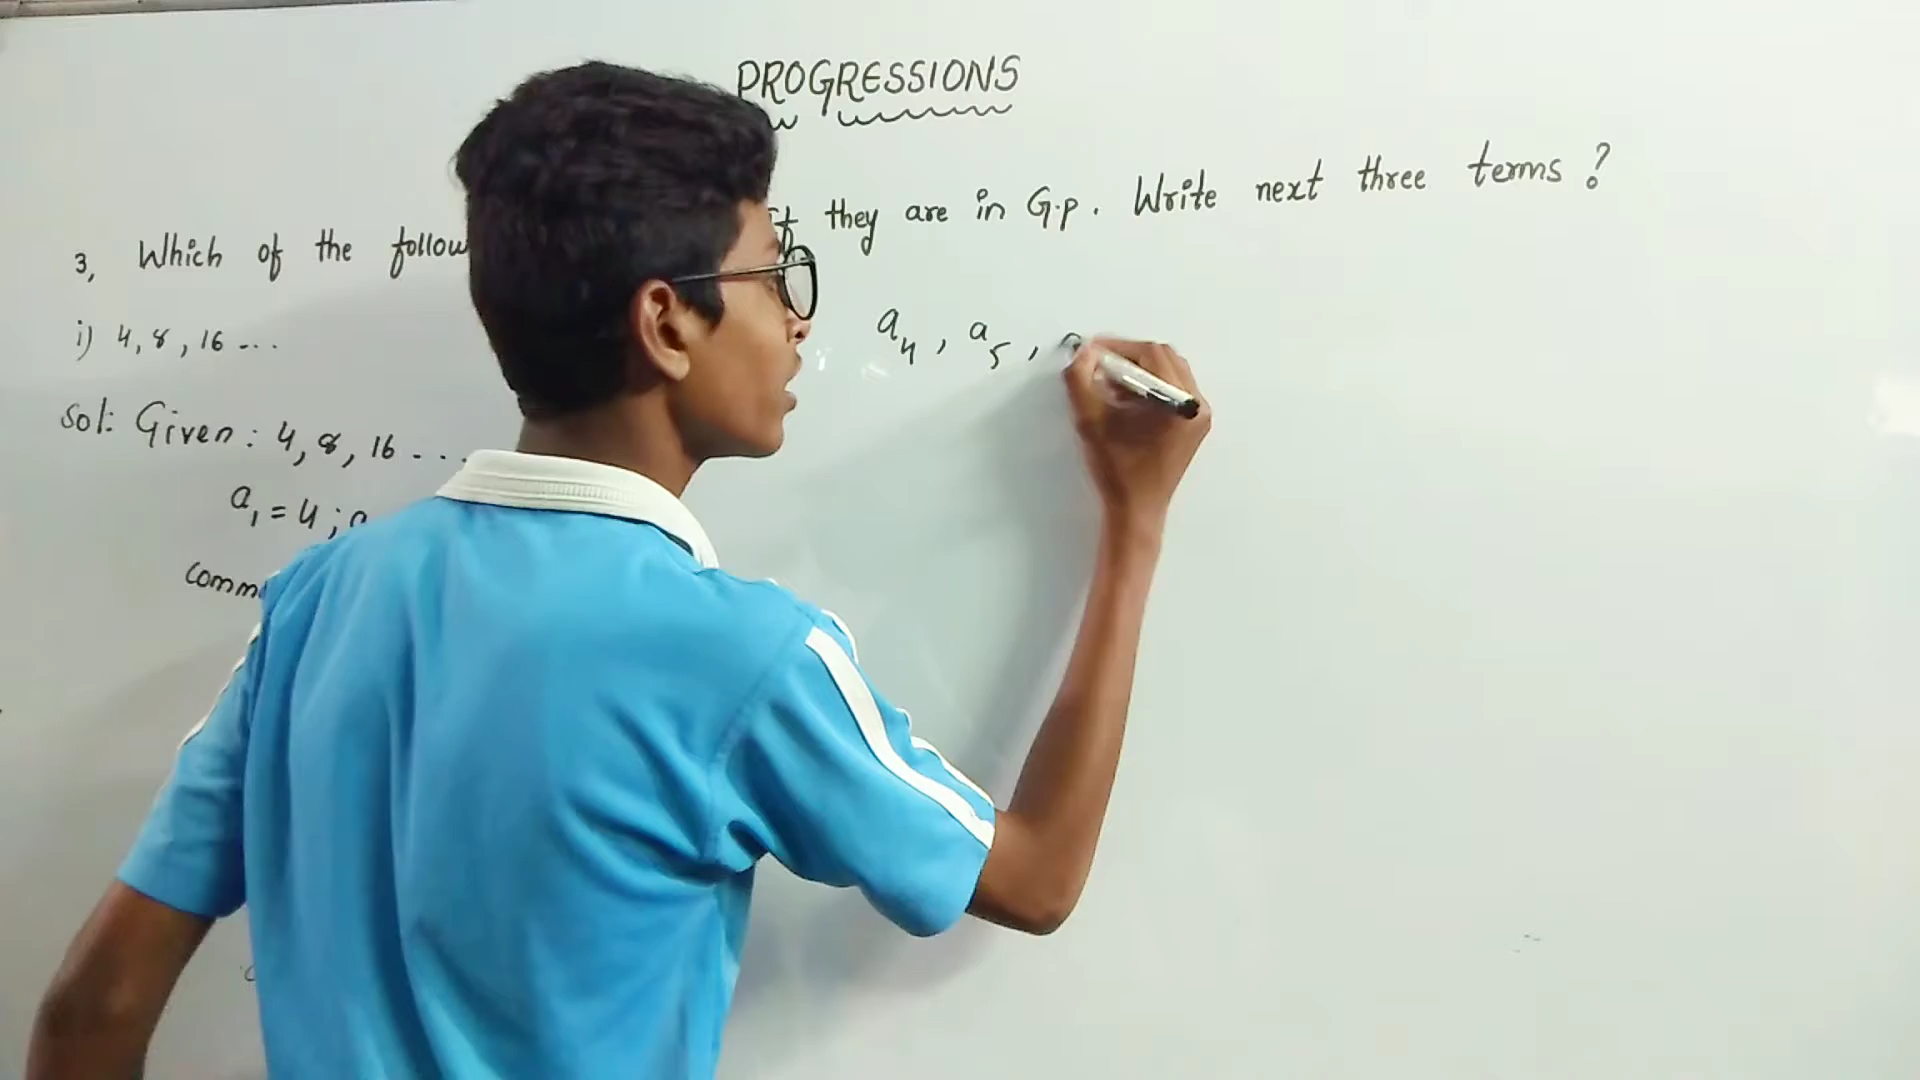 PROGRESSIONS
3, Which of the follow If they are in G.p. Write next three terms ?
i) 4, 8, 16 ...
a4, a5,
Sol: Given: 4, 8, 16 ...
a1 = 4 ;